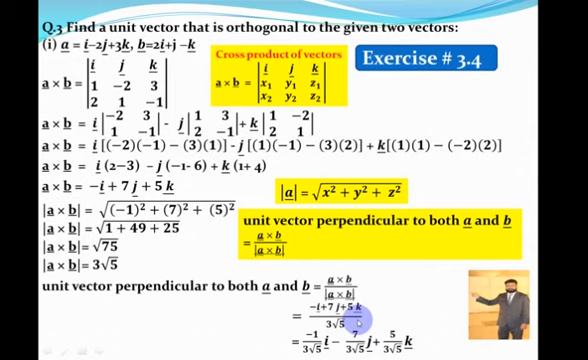 Q.3 Find a unit vector that is orthogonal to the given two vectors:
(i) a = i−2j+3k, b=2i+j −k
Exercise # 3.4
Cross product of vectors
a × b = | i j k |
| x₁ y₁ z₁ |
| x₂ y₂ z₂ |
a × b = | i j k |
| 1 −2 3 |
| 2 1 −1 |
a × b = i |−2 3; 1 −1| - j |1 3; 2 −1| + k |1 −2; 2 1|
a × b = i [(−2)(−1) − (3)(1)] - j [(1)(−1) − (3)(2)] + k[(1)(1) − (−2)(2)]
a × b = i (2−3) − j (−1- 6) + k (1+ 4)
a × b = −i + 7 j + 5 k
|a| = √x² + y² + z²
|a × b| = √(−1)² + (7)² + (5)²
|a × b| = √1 + 49 + 25
|a × b|= √75
|a × b|= 3√5
unit vector perpendicular to both a and b
= a × b / |a × b|
unit vector perpendicular to both a and b = a × b / |a × b|
= −i+7 j+5 k / 3√5
= −1/3√5 i − 7/3√5 j + 5/3√5 k